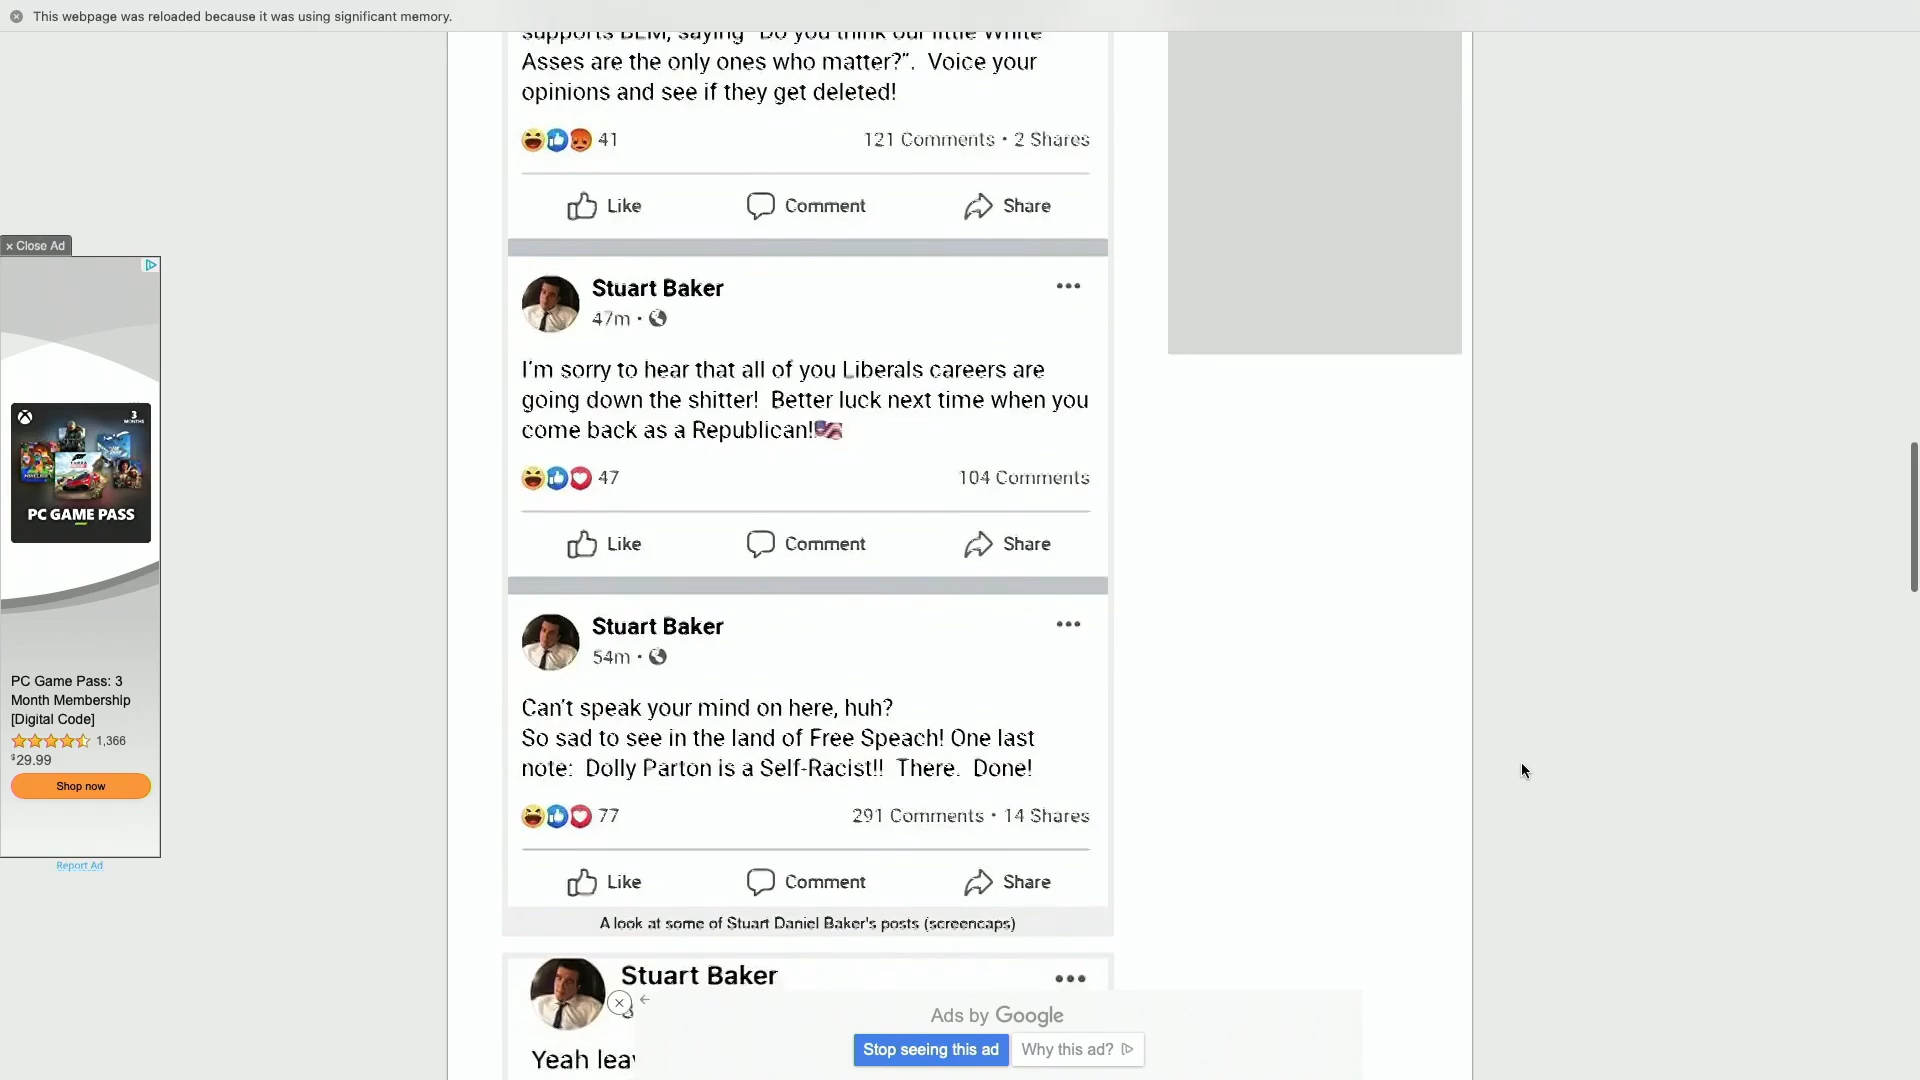 This webpage was reloaded because it was using significant memory.
supports BLM, saying "Do you think our little White
Asses are the only ones who matter?".  Voice your
opinions and see if they get deleted!
41
121 Comments • 2 Shares
Like
Comment
Share
× Close Ad
Stuart Baker
47m •
I'm sorry to hear that all of you Liberals careers are
going down the shitter!  Better luck next time when you
come back as a Republican!
47
104 Comments
Like
Comment
Share
3
MONTHS
PC GAME PASS
PC Game Pass: 3
Month Membership
[Digital Code]
1,366
$29.99
Shop now
Report Ad
Stuart Baker
54m •
Can't speak your mind on here, huh?
So sad to see in the land of Free Speach! One last
note:  Dolly Parton is a Self-Racist!!  There.  Done!
77
291 Comments • 14 Shares
Like
Comment
Share
A look at some of Stuart Daniel Baker's posts (screencaps)
Stuart Baker
Yeah lea
Ads by Google
Stop seeing this ad
Why this ad?